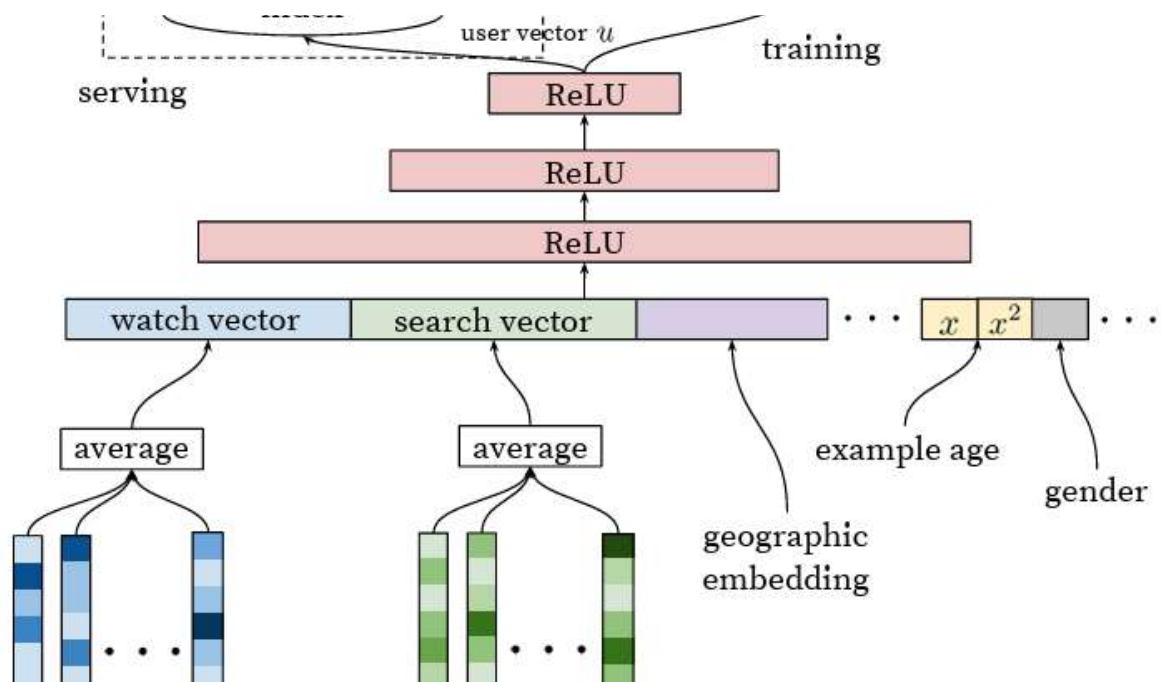 user vector u
training
serving
ReLU
ReLU
ReLU
watch vector
search vector
· · ·
x
x²
· · ·
average
average
example age
gender
geographic
embedding
· · ·
· · ·